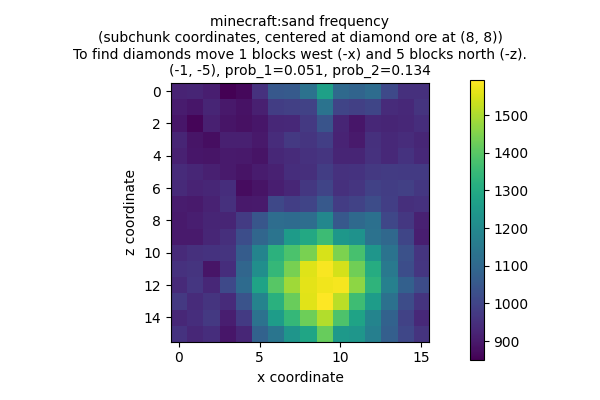 minecraft:sand frequency
(subchunk coordinates, centered at diamond ore at (8, 8))
To find diamonds move 1 blocks west (-x) and 5 blocks north (-z).
(-1, -5), prob_1=0.051, prob_2=0.134
0
2
4
6
8
10
12
14
z coordinate
0 5 10 15
x coordinate
1500
1400
1300
1200
1100
1000
900